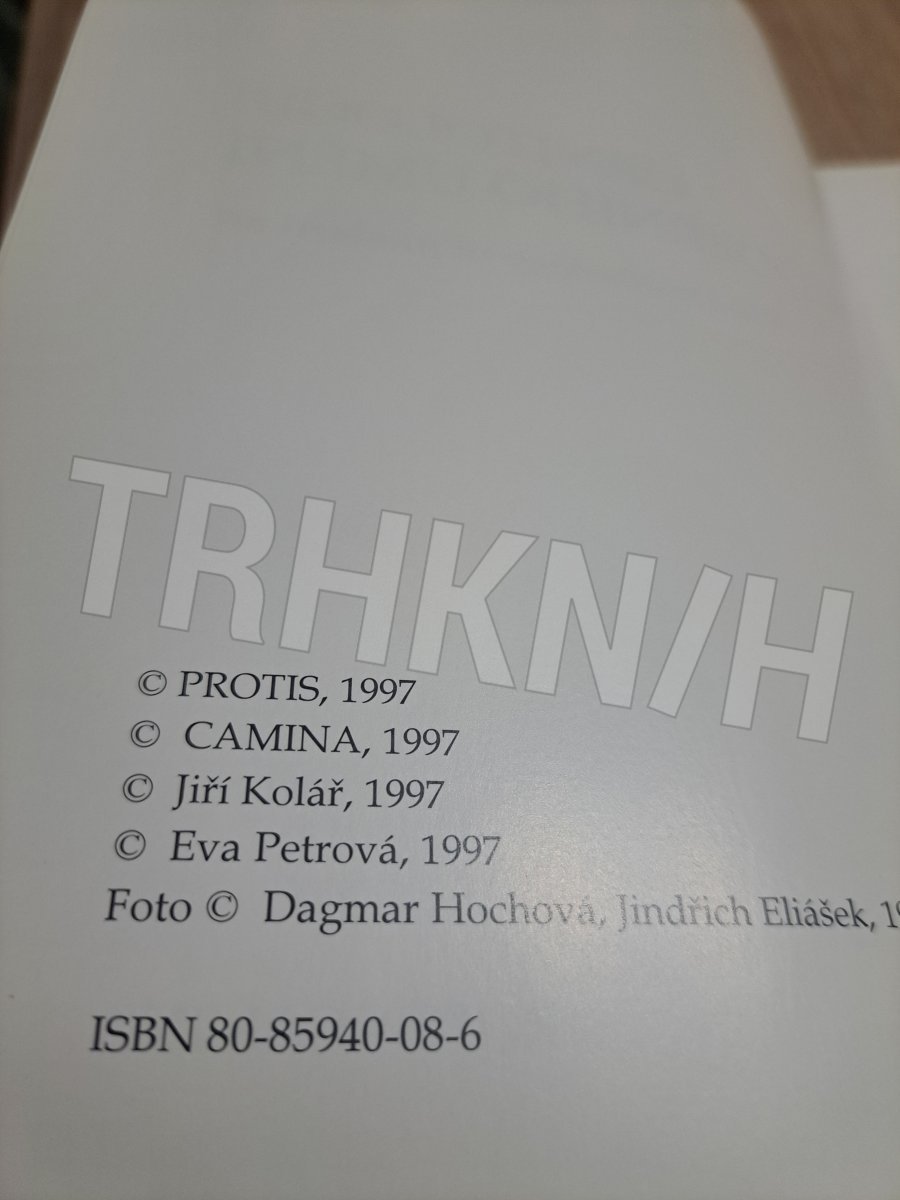 TRHKN/H
© PROTIS, 1997
© CAMINA, 1997
© Jiří Kolář, 1997
© Eva Petrová, 1997
Foto © Dagmar Hochová, Jindřich Eliášek,
ISBN 80-85940-08-6